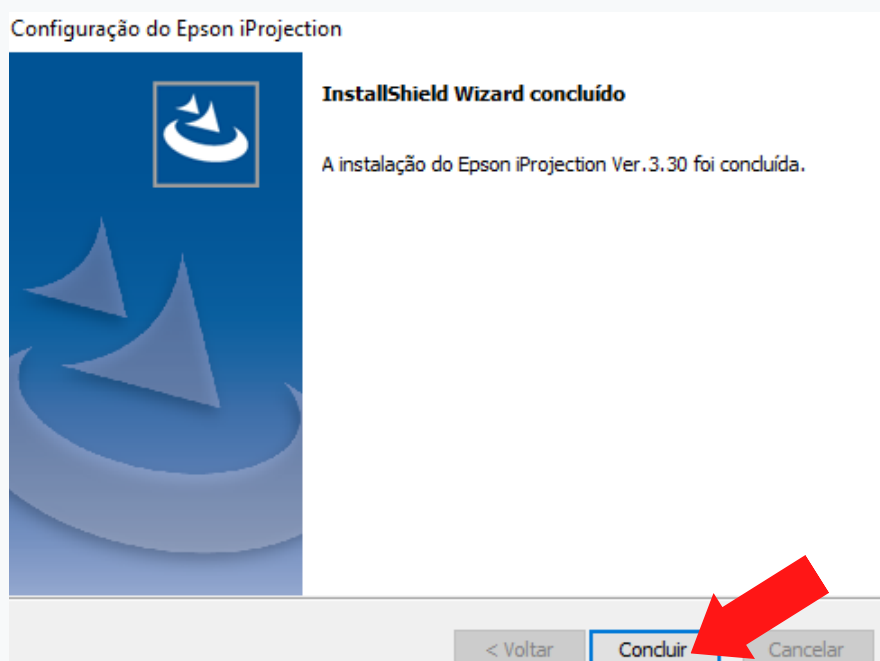 Configuração do Epson iProjection
InstallShield Wizard concluído
A instalação do Epson iProjection Ver.3.30 foi concluída.
< Voltar
Concluir
Cancelar